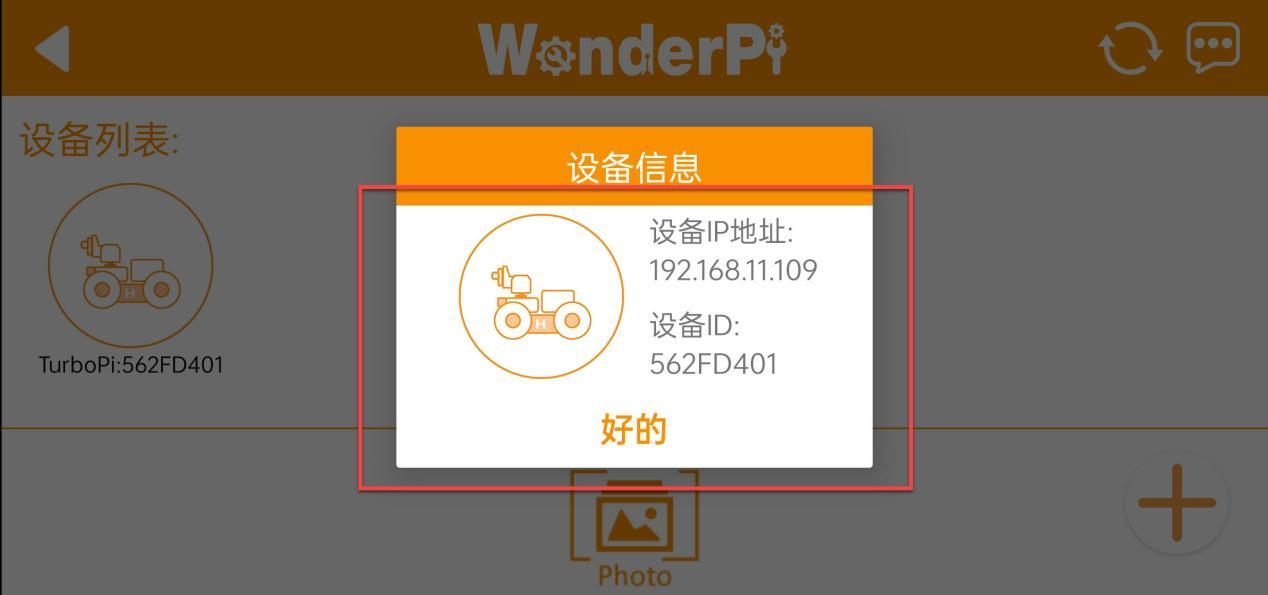 WonderPi
设备列表:
设备信息
设备IP地址:
192.168.11.109
H
H
设备ID:
562FD401
TurboPi:562FD401
好的
Photo